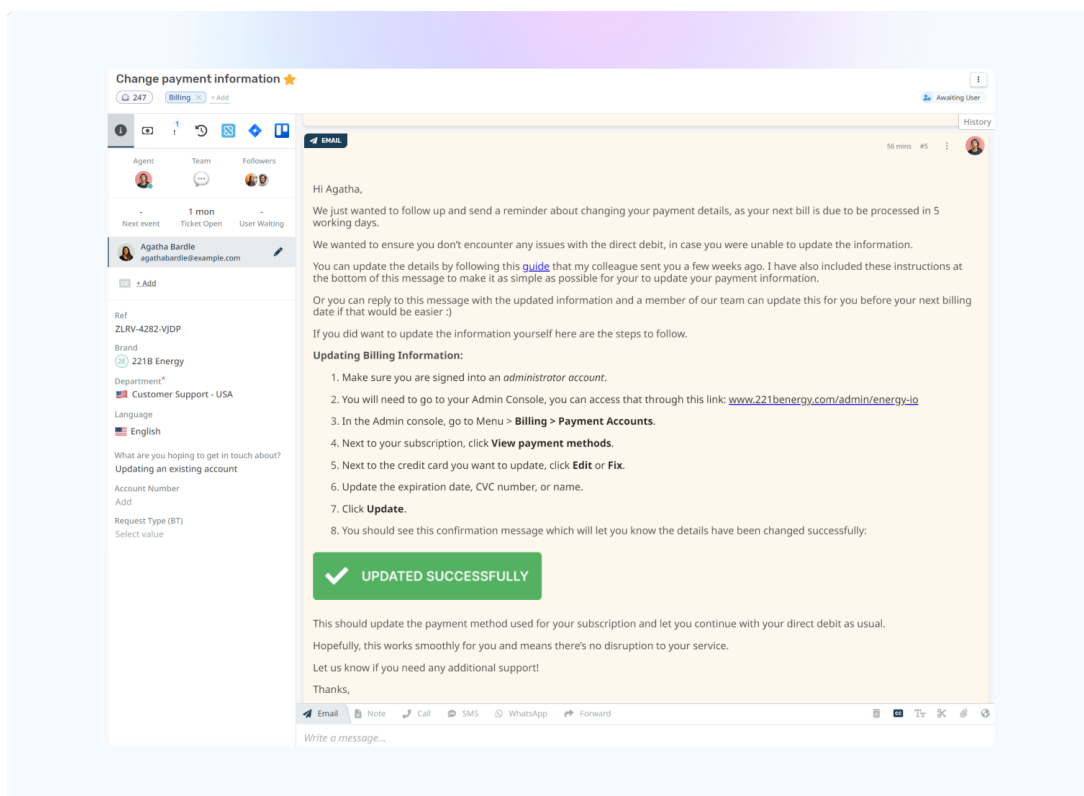 Change payment information
247
Billing
+ Add
Awaiting User
History
1
Agent
Team
Followers
-
1 mon
-
Next event
Ticket Open
User Waiting
Agatha Bardle
agathabardle@example.com
CC
+ Add
Ref
ZLRV-4282-VJDP
Brand
2E
221B Energy
Department*
Customer Support - USA
Language
English
What are you hoping to get in touch about?
Updating an existing account
Account Number
Add
Request Type (BT)
Select value
EMAIL
56 mins #5
Hi Agatha,
We just wanted to follow up and send a reminder about changing your payment details, as your next bill is due to be processed in 5
working days.
We wanted to ensure you don't encounter any issues with the direct debit, in case you were unable to update the information.
You can update the details by following this guide that my colleague sent you a few weeks ago. I have also included these instructions at
the bottom of this message to make it as simple as possible for your to update your payment information.
Or you can reply to this message with the updated information and a member of our team can update this for you before your next billing
date if that would be easier :)
If you did want to update the information yourself here are the steps to follow.
Updating Billing Information:
1. Make sure you are signed into an administrator account.
2. You will need to go to your Admin Console, you can access that through this link: www.221benergy.com/admin/energy-io
3. In the Admin console, go to Menu > Billing > Payment Accounts.
4. Next to your subscription, click View payment methods.
5. Next to the credit card you want to update, click Edit or Fix.
6. Update the expiration date, CVC number, or name.
7. Click Update.
8. You should see this confirmation message which will let you know the details have been changed successfully:
UPDATED SUCCESSFULLY
This should update the payment method used for your subscription and let you continue with your direct debit as usual.
Hopefully, this works smoothly for you and means there's no disruption to your service.
Let us know if you need any additional support!
Thanks,
Email
Note
Call
SMS
WhatsApp
Forward
CC
Write a message...